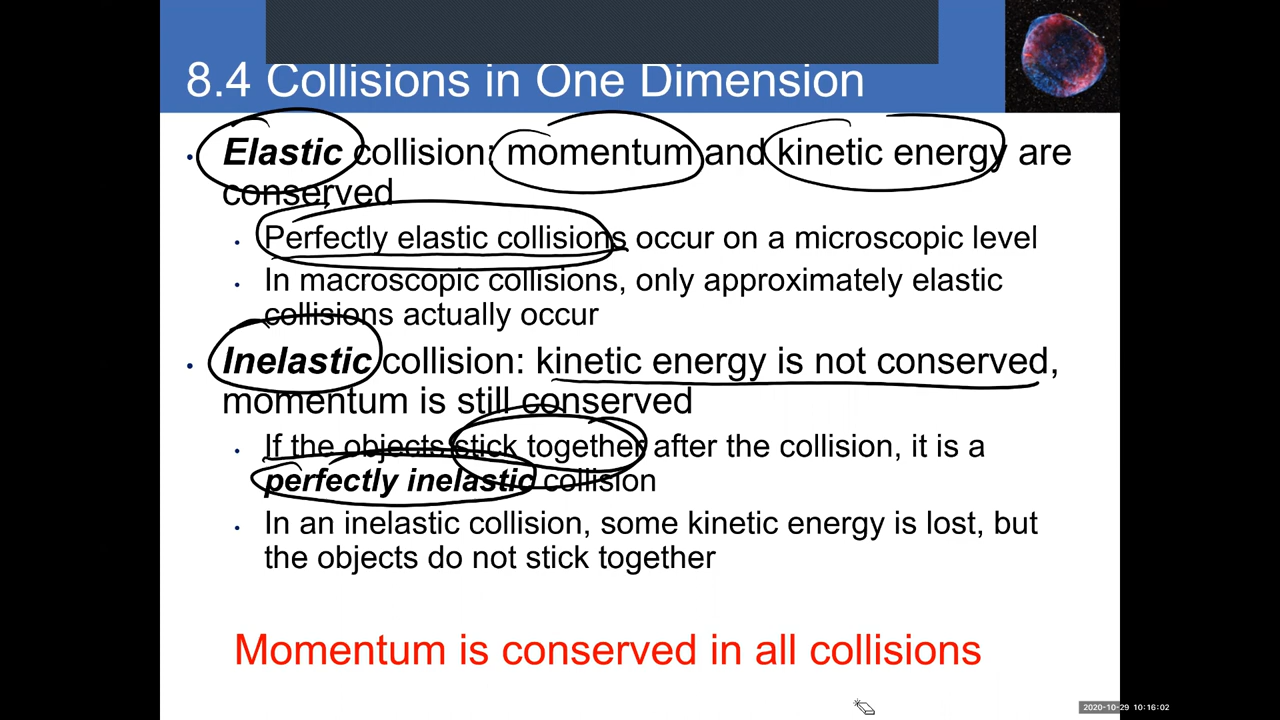 8.4 Collisions in One Dimension
• Elastic collision: momentum and kinetic energy are
conserved
• Perfectly elastic collisions occur on a microscopic level
• In macroscopic collisions, only approximately elastic
collisions actually occur
• Inelastic collision: kinetic energy is not conserved,
momentum is still conserved
• If the objects stick together after the collision, it is a
perfectly inelastic collision
• In an inelastic collision, some kinetic energy is lost, but
the objects do not stick together
Momentum is conserved in all collisions
2020-10-29 10:16:02